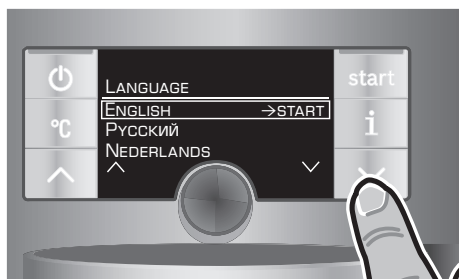 LANGUAGE
ENGLISH →START
РУССКИЙ
NEDERLANDS
°C
start
i